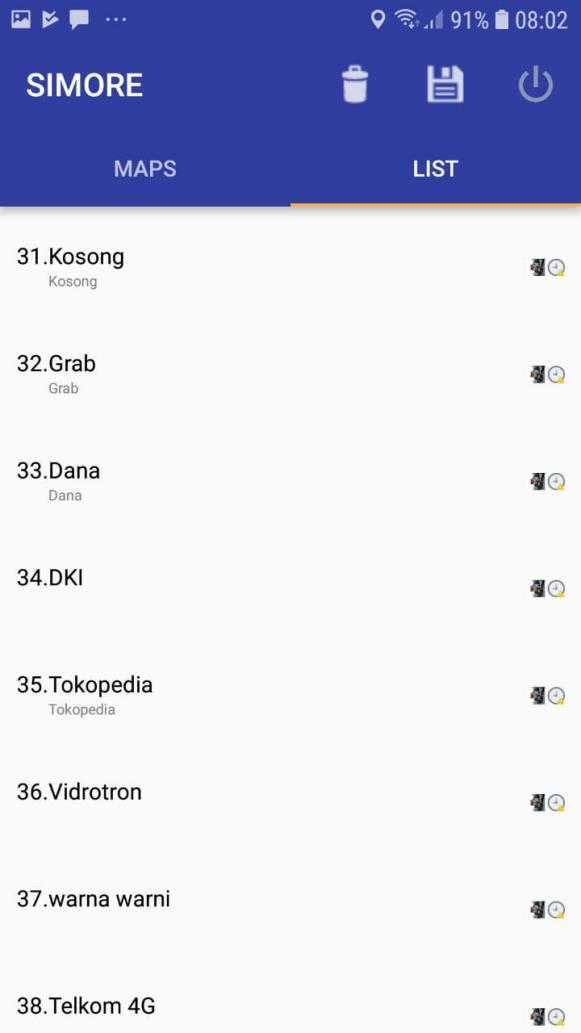 91% 08:02
SIMORE
MAPS LIST
31.Kosong
Kosong
32.Grab
Grab
33.Dana
Dana
34.DKI
35.Tokopedia
Tokopedia
36.Vidrotron
37.warna warni
38.Telkom 4G